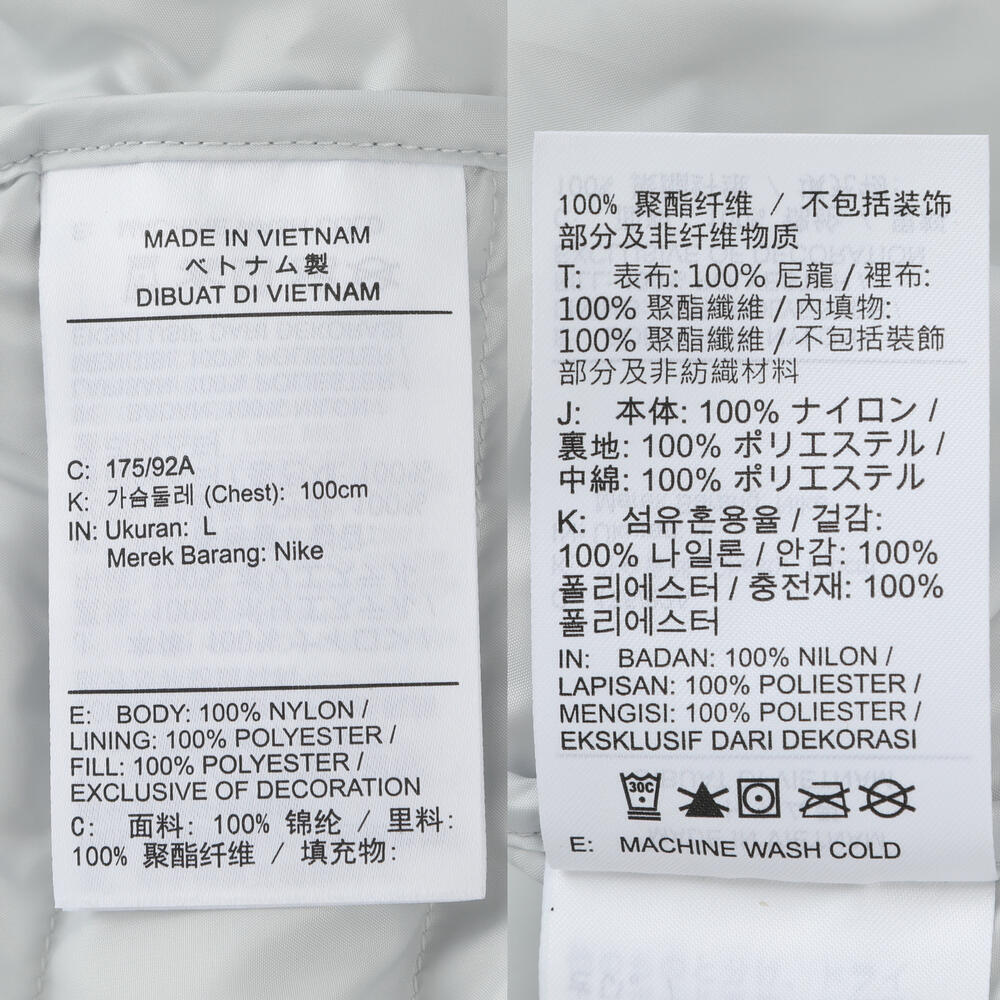 MADE IN VIETNAM
ベトナム製
DIBUAT DI VIETNAM
C: 175/92A
K: 가슴둘레 (Chest): 100cm
IN: Ukuran: L
Merek Barang: Nike
E: BODY: 100% NYLON /
LINING: 100% POLYESTER /
FILL: 100% POLYESTER /
EXCLUSIVE OF DECORATION
C: 面料: 100% 锦纶 / 里料:
100% 聚酯纤维 / 填充物:
100% 聚酯纤维 / 不包括装饰
部分及非纤维物质
T: 表布: 100% 尼龍 / 裡布:
100% 聚酯纖維 / 內填物:
100% 聚酯纖維 / 不包括裝飾
部分及非紡織材料
J: 本体: 100% ナイロン /
裏地: 100% ポリエステル /
中綿: 100% ポリエステル
K: 섬유혼용율 / 겉감:
100% 나일론 / 안감: 100%
폴리에스터 / 충전재: 100%
폴리에스터
IN: BADAN: 100% NILON /
LAPISAN: 100% POLIESTER /
MENGISI: 100% POLIESTER /
EKSKLUSIF DARI DEKORASI
30C
E: MACHINE WASH COLD